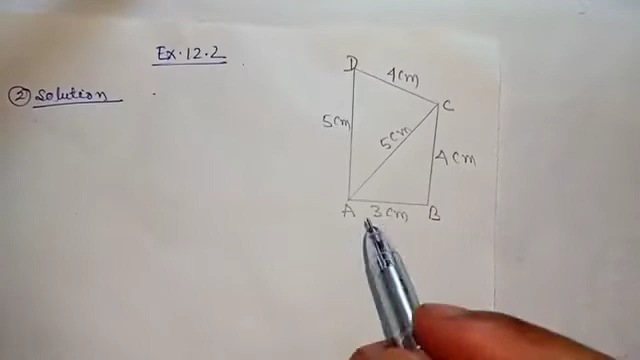 Ex.12.2
② Solution
D
4cm
C
5cm
5cm
4cm
A
3cm
B